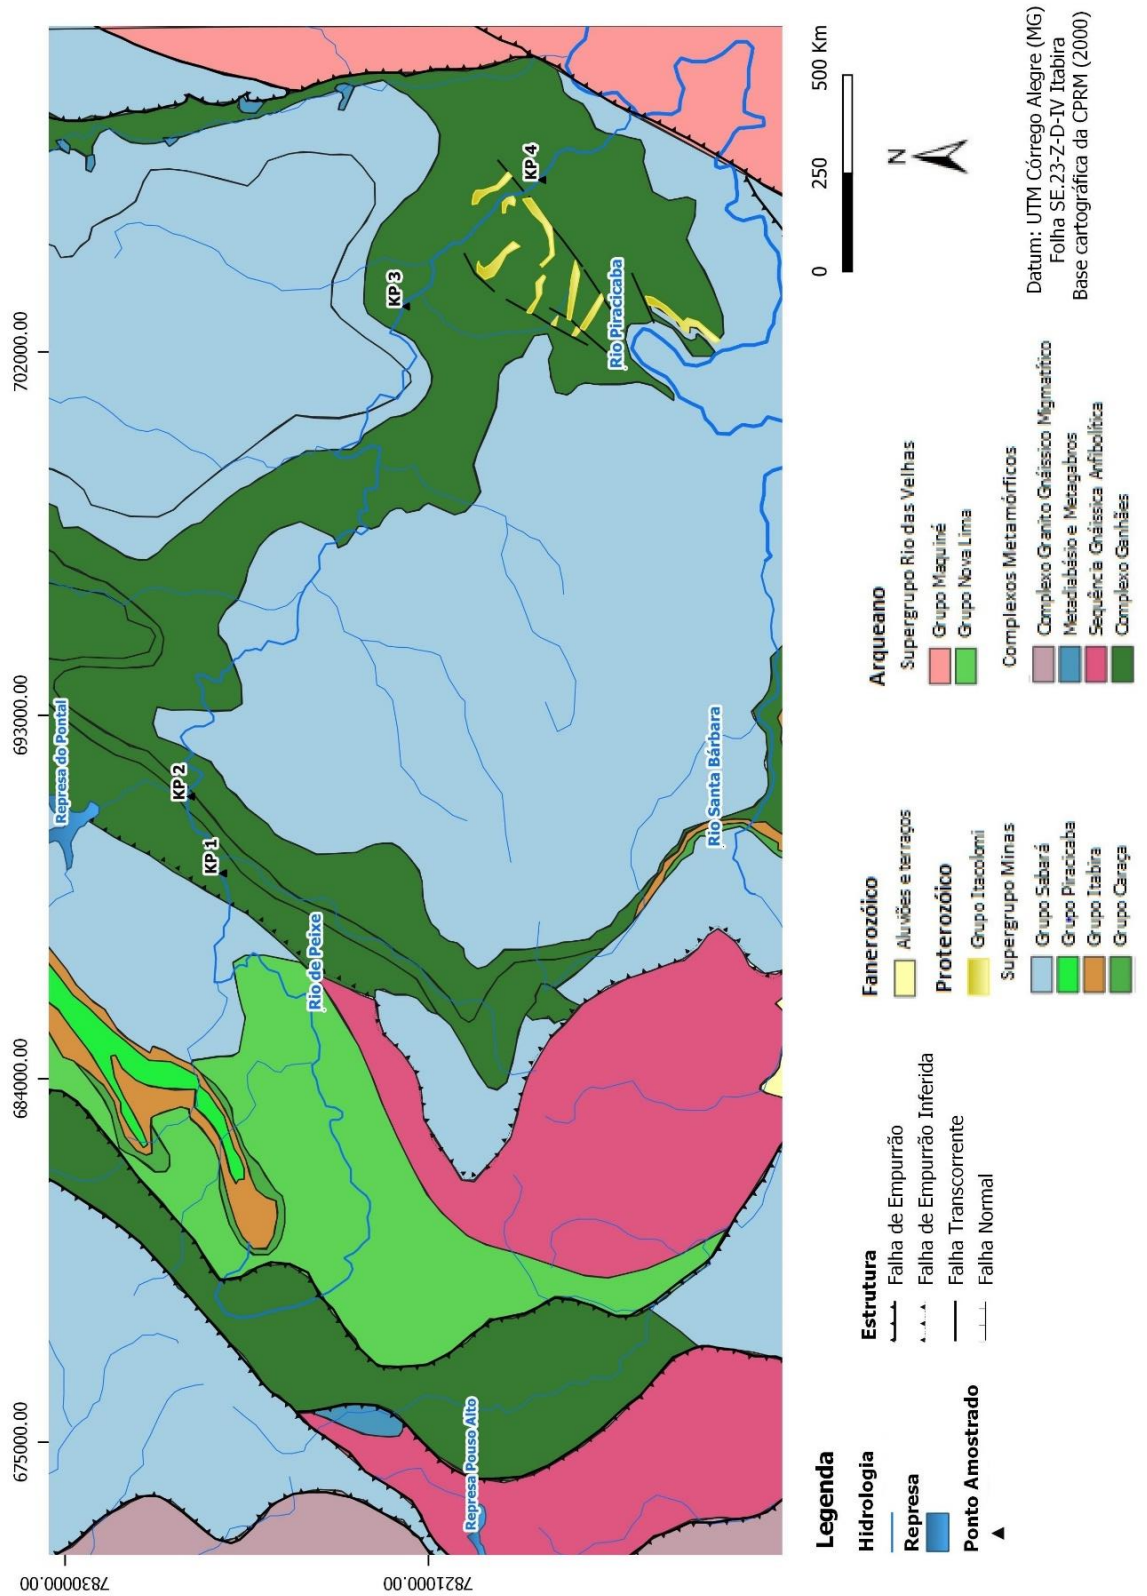 675000.00
684000.00
693000.00
702000.00
7830000.00
7821000.00
Represa do Pontal
KP 1
KP 2
KP 3
KP 4
Rio de Peixe
Represa Pouso Alto
Rio Santa Bárbara
Rio Piracicaba
Legenda
Hidrologia
Represa
Ponto Amostrado
Estrutura
Falha de Empurrão
Falha de Empurrão Inferida
Falha Transcorrente
Falha Normal
Fanerozóico
Aluviões e terraços
Proterozóico
Grupo Itacolomi
Supergrupo Minas
Grupo Sabará
Grupo Piracicaba
Grupo Itabira
Grupo Caraça
Arqueano
Supergrupo Rio das Velhas
Grupo Maquiné
Grupo Nova Lima
Complexos Metamórficos
Complexo Granito Gnáissico Migmatítico
Metadiabásio e Metagabros
Sequência Gnáissica Anfibolítica
Complexo Ganhães
0 250 500 Km
N
Datum: UTM Córrego Alegre (MG)
Folha SE.23-Z-D-IV Itabira
Base cartográfica da CPRM (2000)